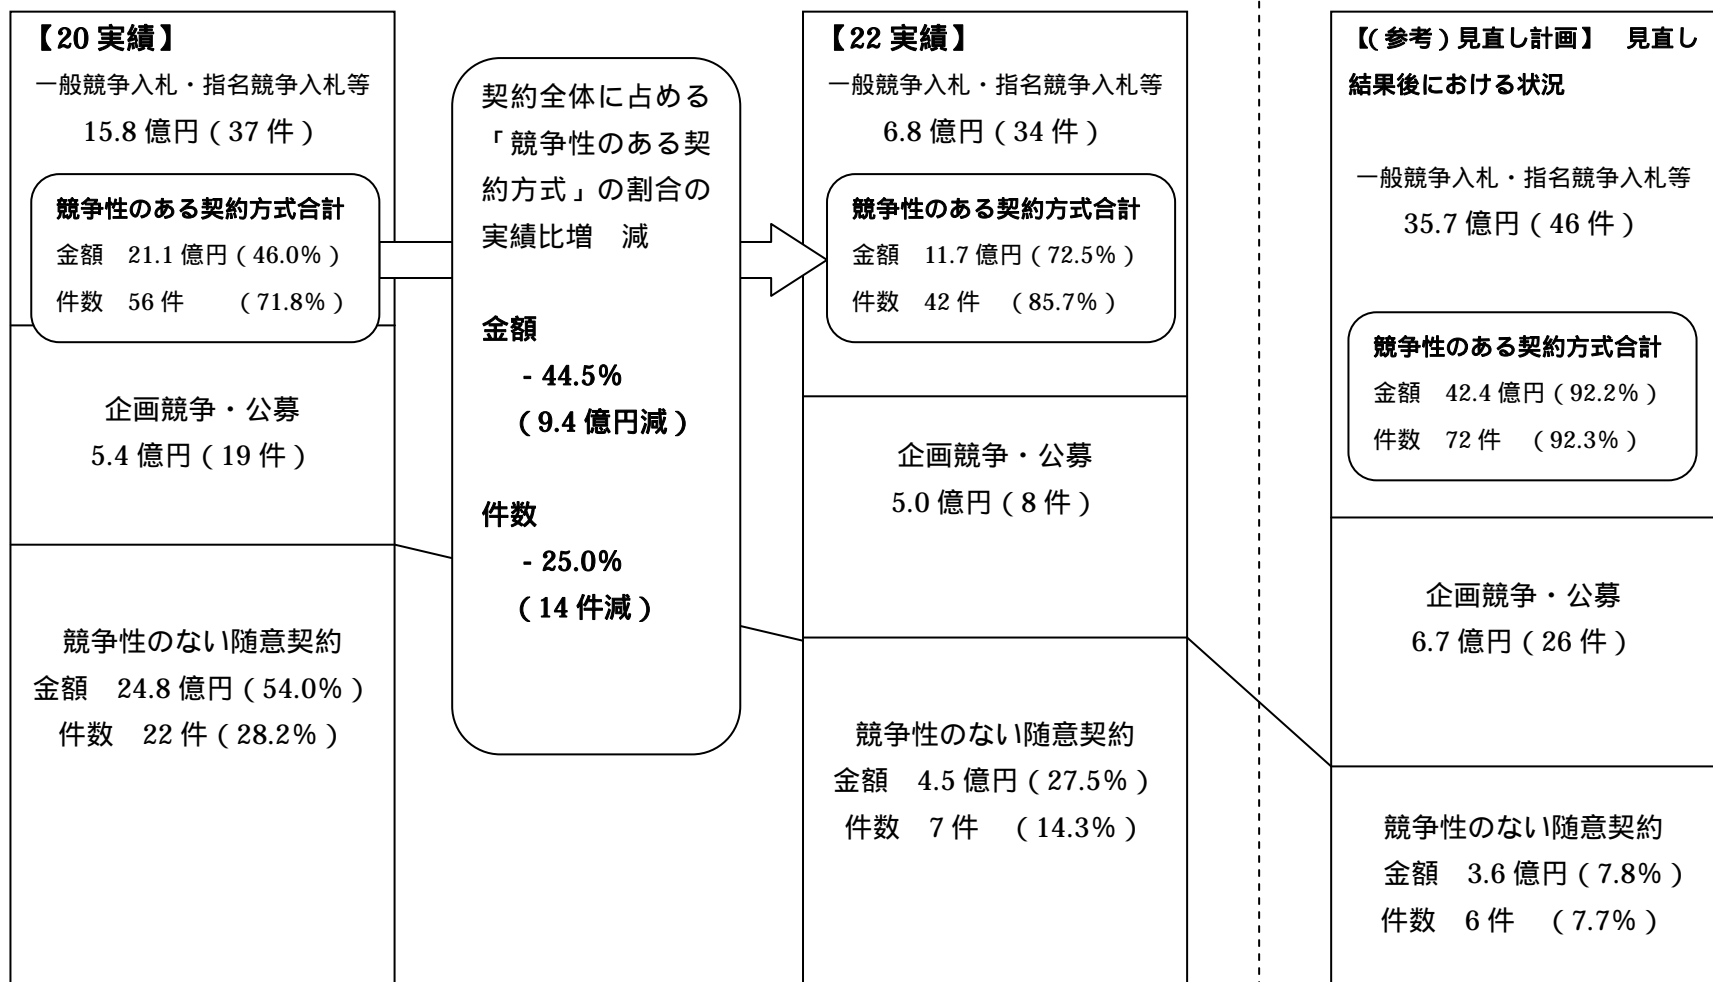 【20 実績】
一般競争入札・指名競争入札等
15.8 億円（37 件）
競争性のある契約方式合計
金額　21.1 億円（46.0%）
件数　56 件　　（71.8%）
企画競争・公募
5.4 億円（19 件）
競争性のない随意契約
金額　24.8 億円（54.0%）
件数　22 件（28.2%）
契約全体に占める
「競争性のある契
約方式」の割合の
実績比増　減
金額
- 44.5%
（9.4 億円減）
件数
- 25.0%
（14 件減）
【22 実績】
一般競争入札・指名競争入札等
6.8 億円（34 件）
競争性のある契約方式合計
金額　11.7 億円（72.5%）
件数　42 件　（85.7%）
企画競争・公募
5.0 億円（8 件）
競争性のない随意契約
金額　4.5 億円（27.5%）
件数　7 件　（14.3%）
【（参考）見直し計画】　見直し
結果後における状況
一般競争入札・指名競争入札等
35.7 億円（46 件）
競争性のある契約方式合計
金額　42.4 億円（92.2%）
件数　72 件　（92.3%）
企画競争・公募
6.7 億円（26 件）
競争性のない随意契約
金額　3.6 億円（7.8%）
件数　6 件　（7.7%）